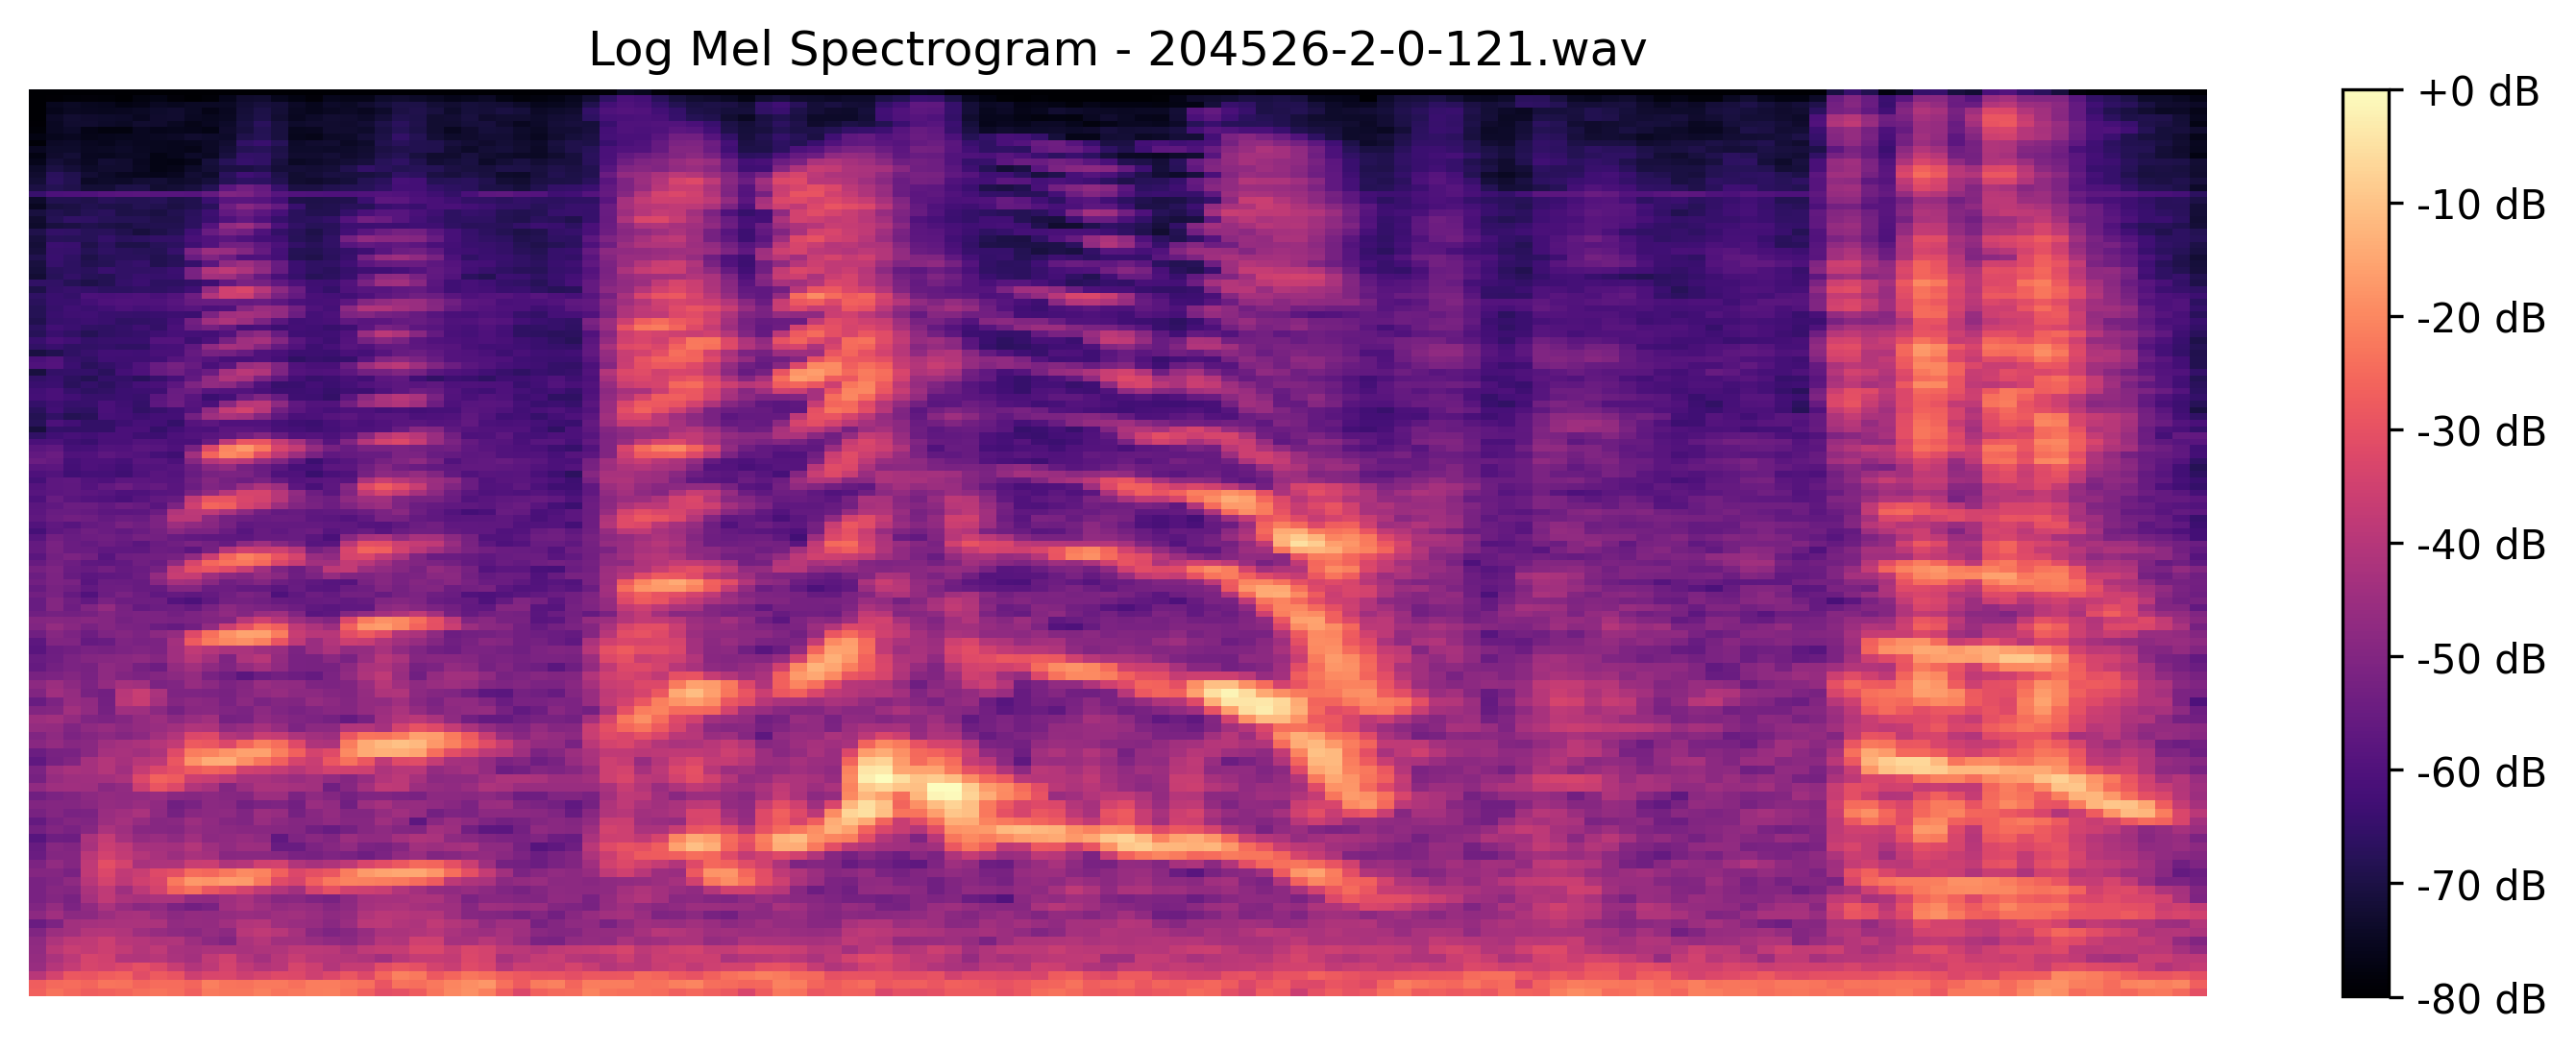 Log Mel Spectrogram - 204526-2-0-121.wav
+0 dB
-10 dB
-20 dB
-30 dB
-40 dB
-50 dB
-60 dB
-70 dB
-80 dB